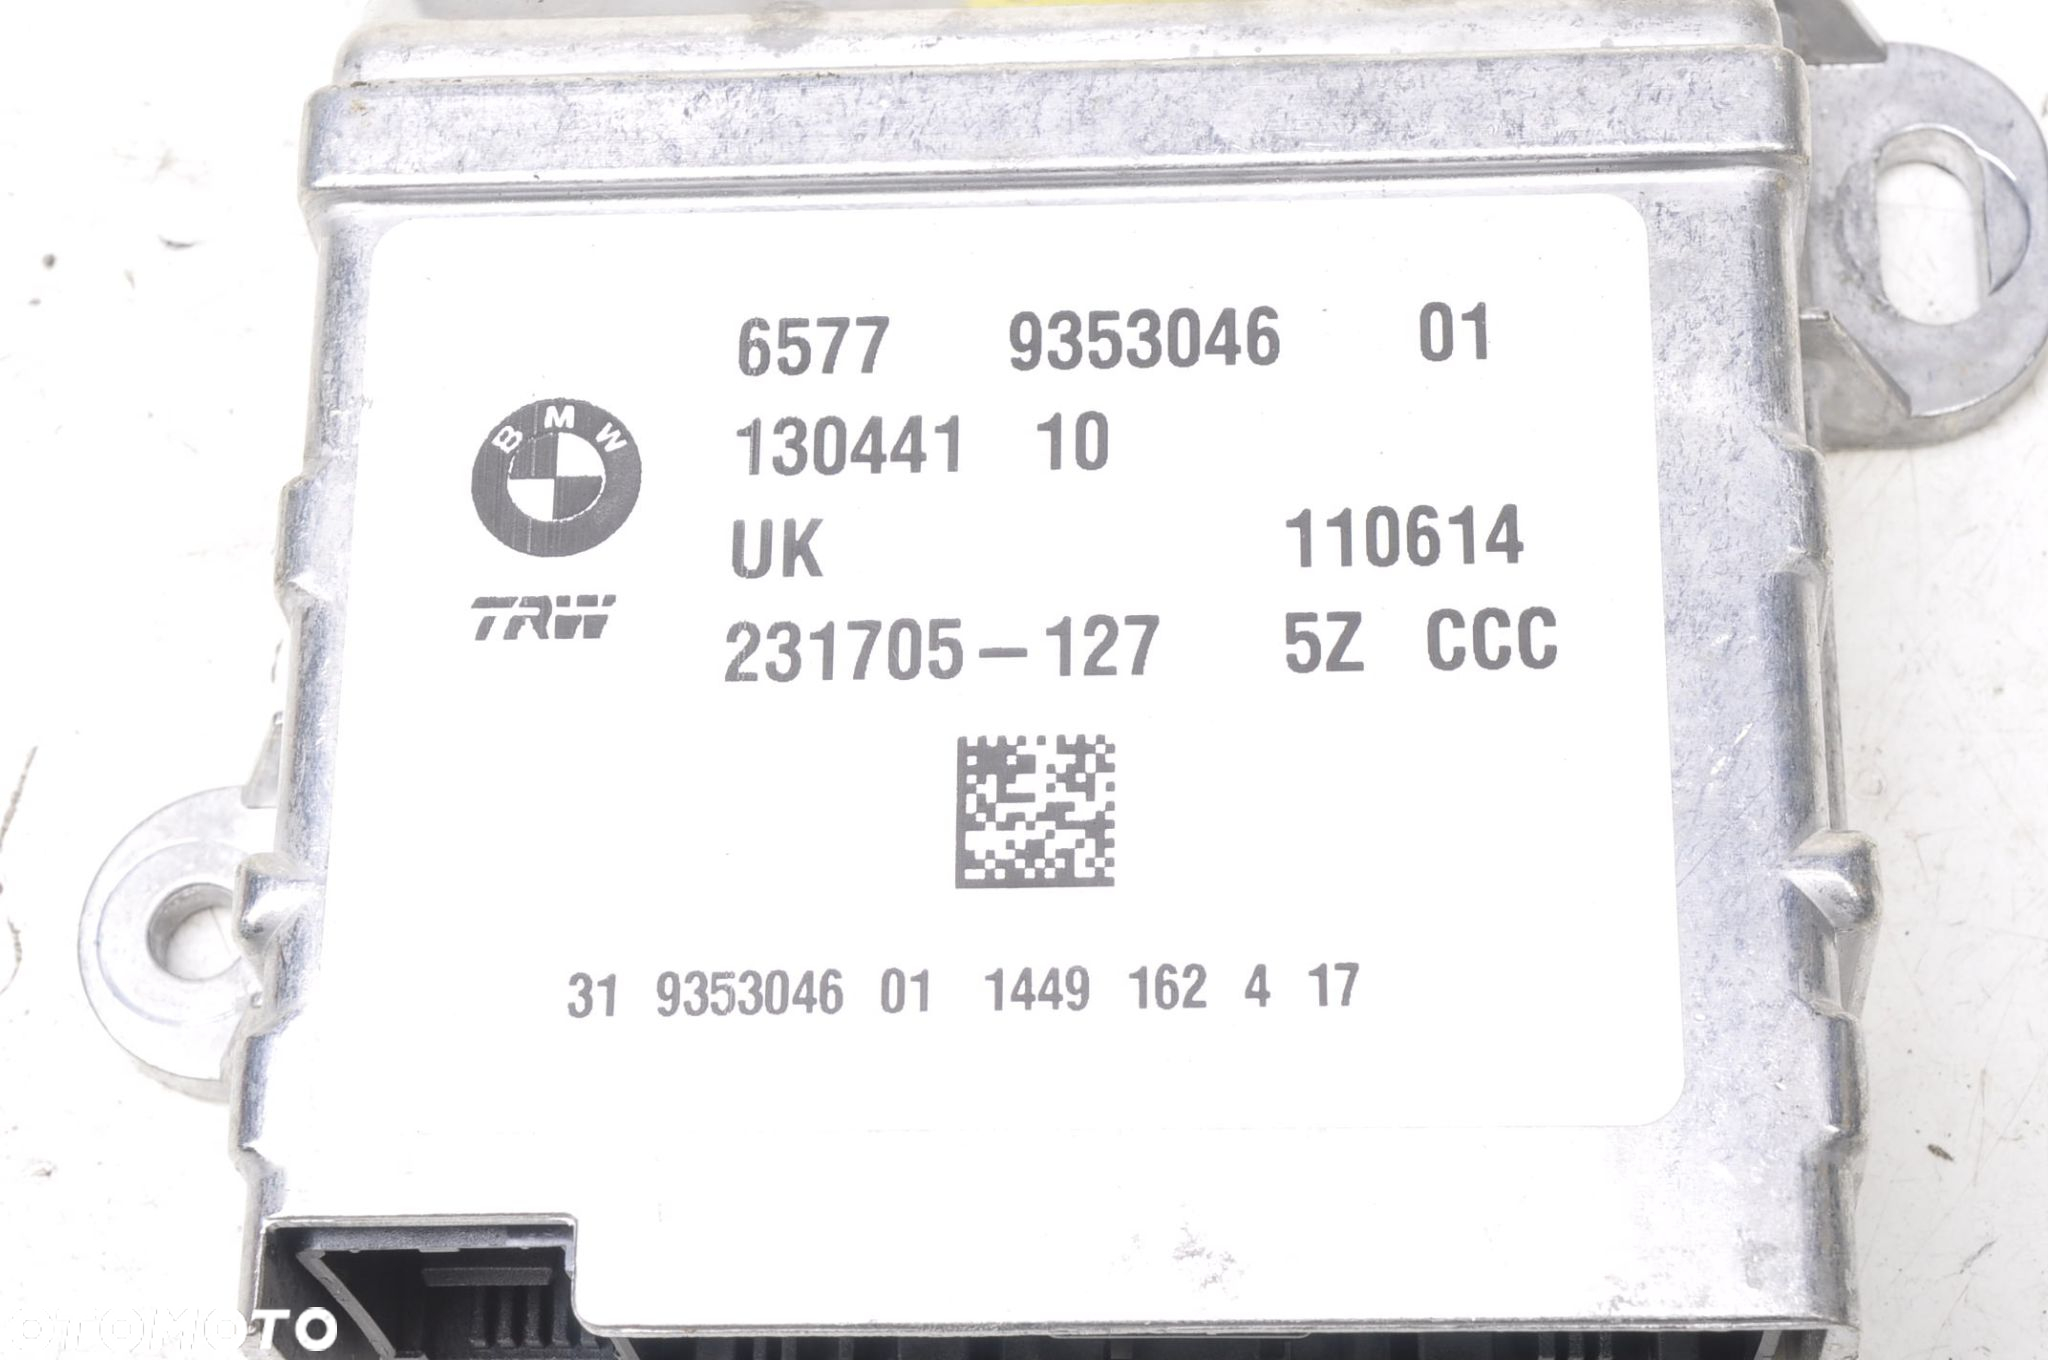 6577 9353046 01
BMW
130441 10
UK 110614
TRW
231705-127 5Z CCC
31 9353046 01 1449 162 4 17
OTOMOTO